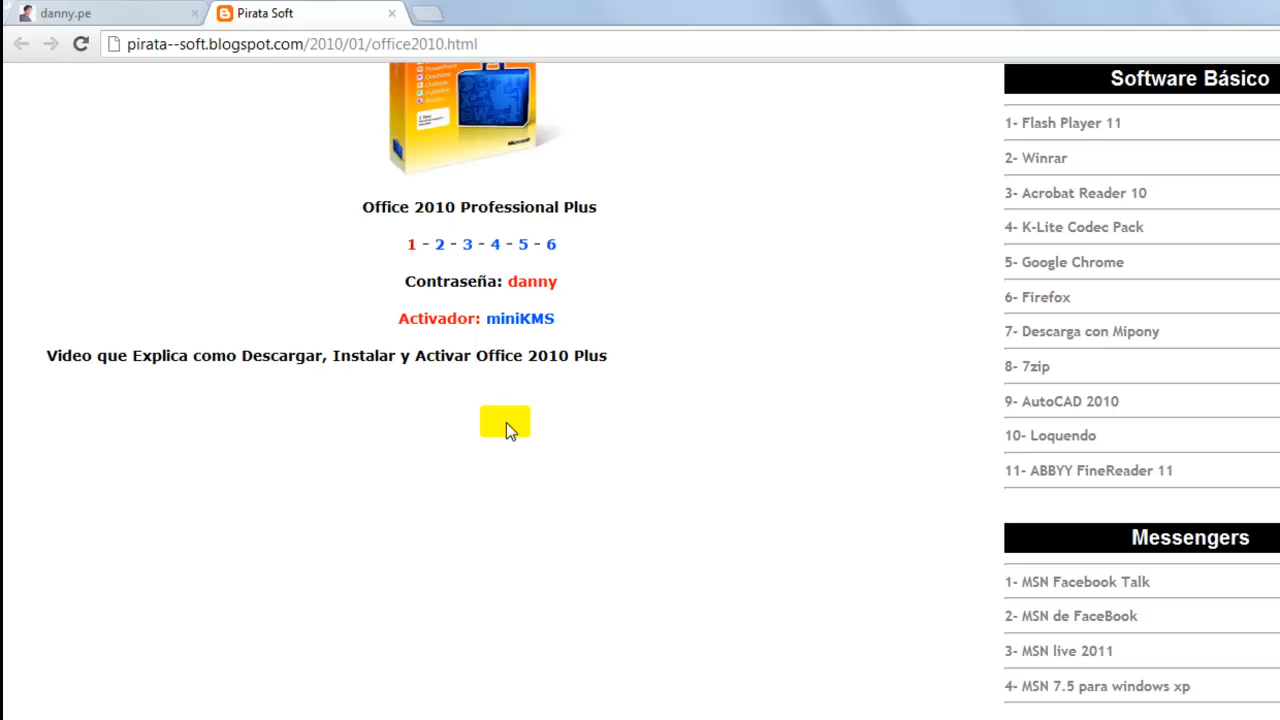 danny.pe
Pirata Soft
pirata--soft.blogspot.com/2010/01/office2010.html
Microsoft
Office 2010 Professional Plus
1 - 2 - 3 - 4 - 5 - 6
Contraseña: danny
Activador: miniKMS
Video que Explica como Descargar, Instalar y Activar Office 2010 Plus
Software Básico
1- Flash Player 11
2- Winrar
3- Acrobat Reader 10
4- K-Lite Codec Pack
5- Google Chrome
6- Firefox
7- Descarga con Mipony
8- 7zip
9- AutoCAD 2010
10- Loquendo
11- ABBYY FineReader 11
Messengers
1- MSN Facebook Talk
2- MSN de FaceBook
3- MSN live 2011
4- MSN 7.5 para windows xp